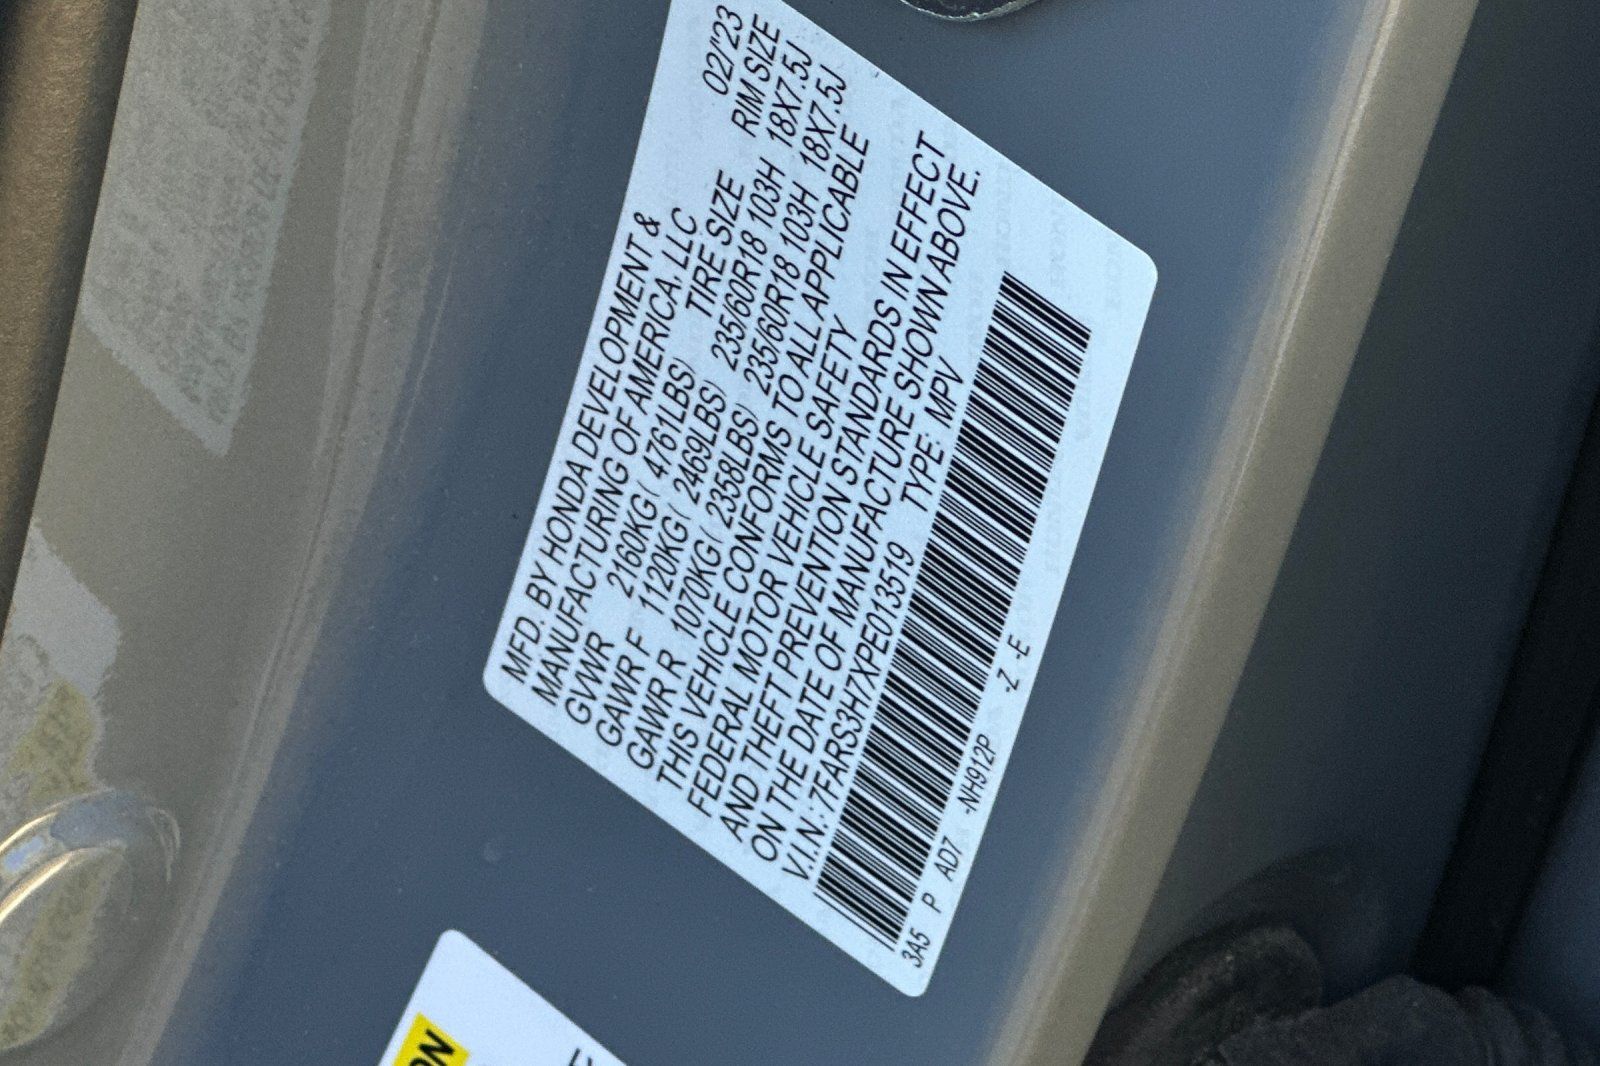 MFD. BY HONDA DEVELOPMENT &
MANUFACTURING OF AMERICA, LLC 02/'23
GVWR 2160KG( 4761LBS) TIRE SIZE RIM SIZE
GAWR F 1120KG( 2469LBS) 235/60R18 103H 18X7.5J
GAWR R 1070KG( 2358LBS) 235/60R18 103H 18X7.5J
THIS VEHICLE CONFORMS TO ALL APPLICABLE
FEDERAL MOTOR VEHICLE SAFETY
AND THEFT PREVENTION STANDARDS IN EFFECT
ON THE DATE OF MANUFACTURE SHOWN ABOVE.
V.I.N.:7FARS3H7XPE013519 TYPE: MPV
3A5 P AD7 -NH912P -Z -E